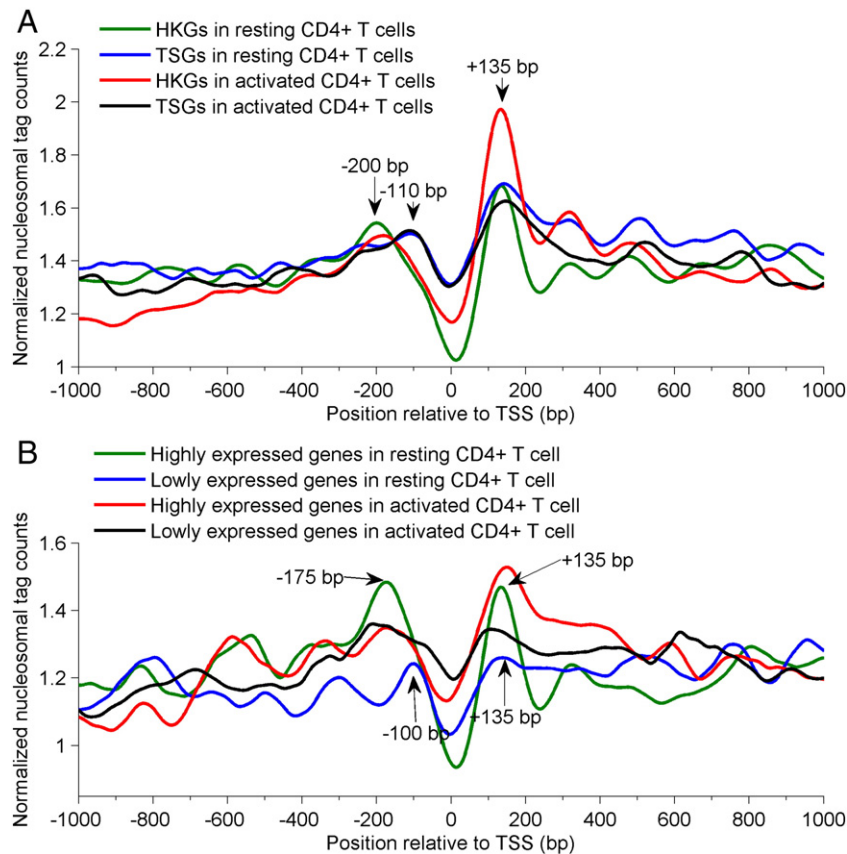 A
HKGs in resting CD4+ T cells
TSGs in resting CD4+ T cells
HKGs in activated CD4+ T cells
TSGs in activated CD4+ T cells
Normalized nucleosomal tag counts
2.2
2
1.8
1.6
1.4
1.2
1
-200 bp
-110 bp
+135 bp
-1000 -800 -600 -400 -200 0 200 400 600 800 1000
Position relative to TSS (bp)
B
Highly expressed genes in resting CD4+ T cell
Lowly expressed genes in resting CD4+ T cell
Highly expressed genes in activated CD4+ T cell
Lowly expressed genes in activated CD4+ T cell
Normalized nucleosomal tag counts
1.6
1.4
1.2
1
-175 bp
+135 bp
-100 bp
+135 bp
-1000 -800 -600 -400 -200 0 200 400 600 800 1000
Position relative to TSS (bp)